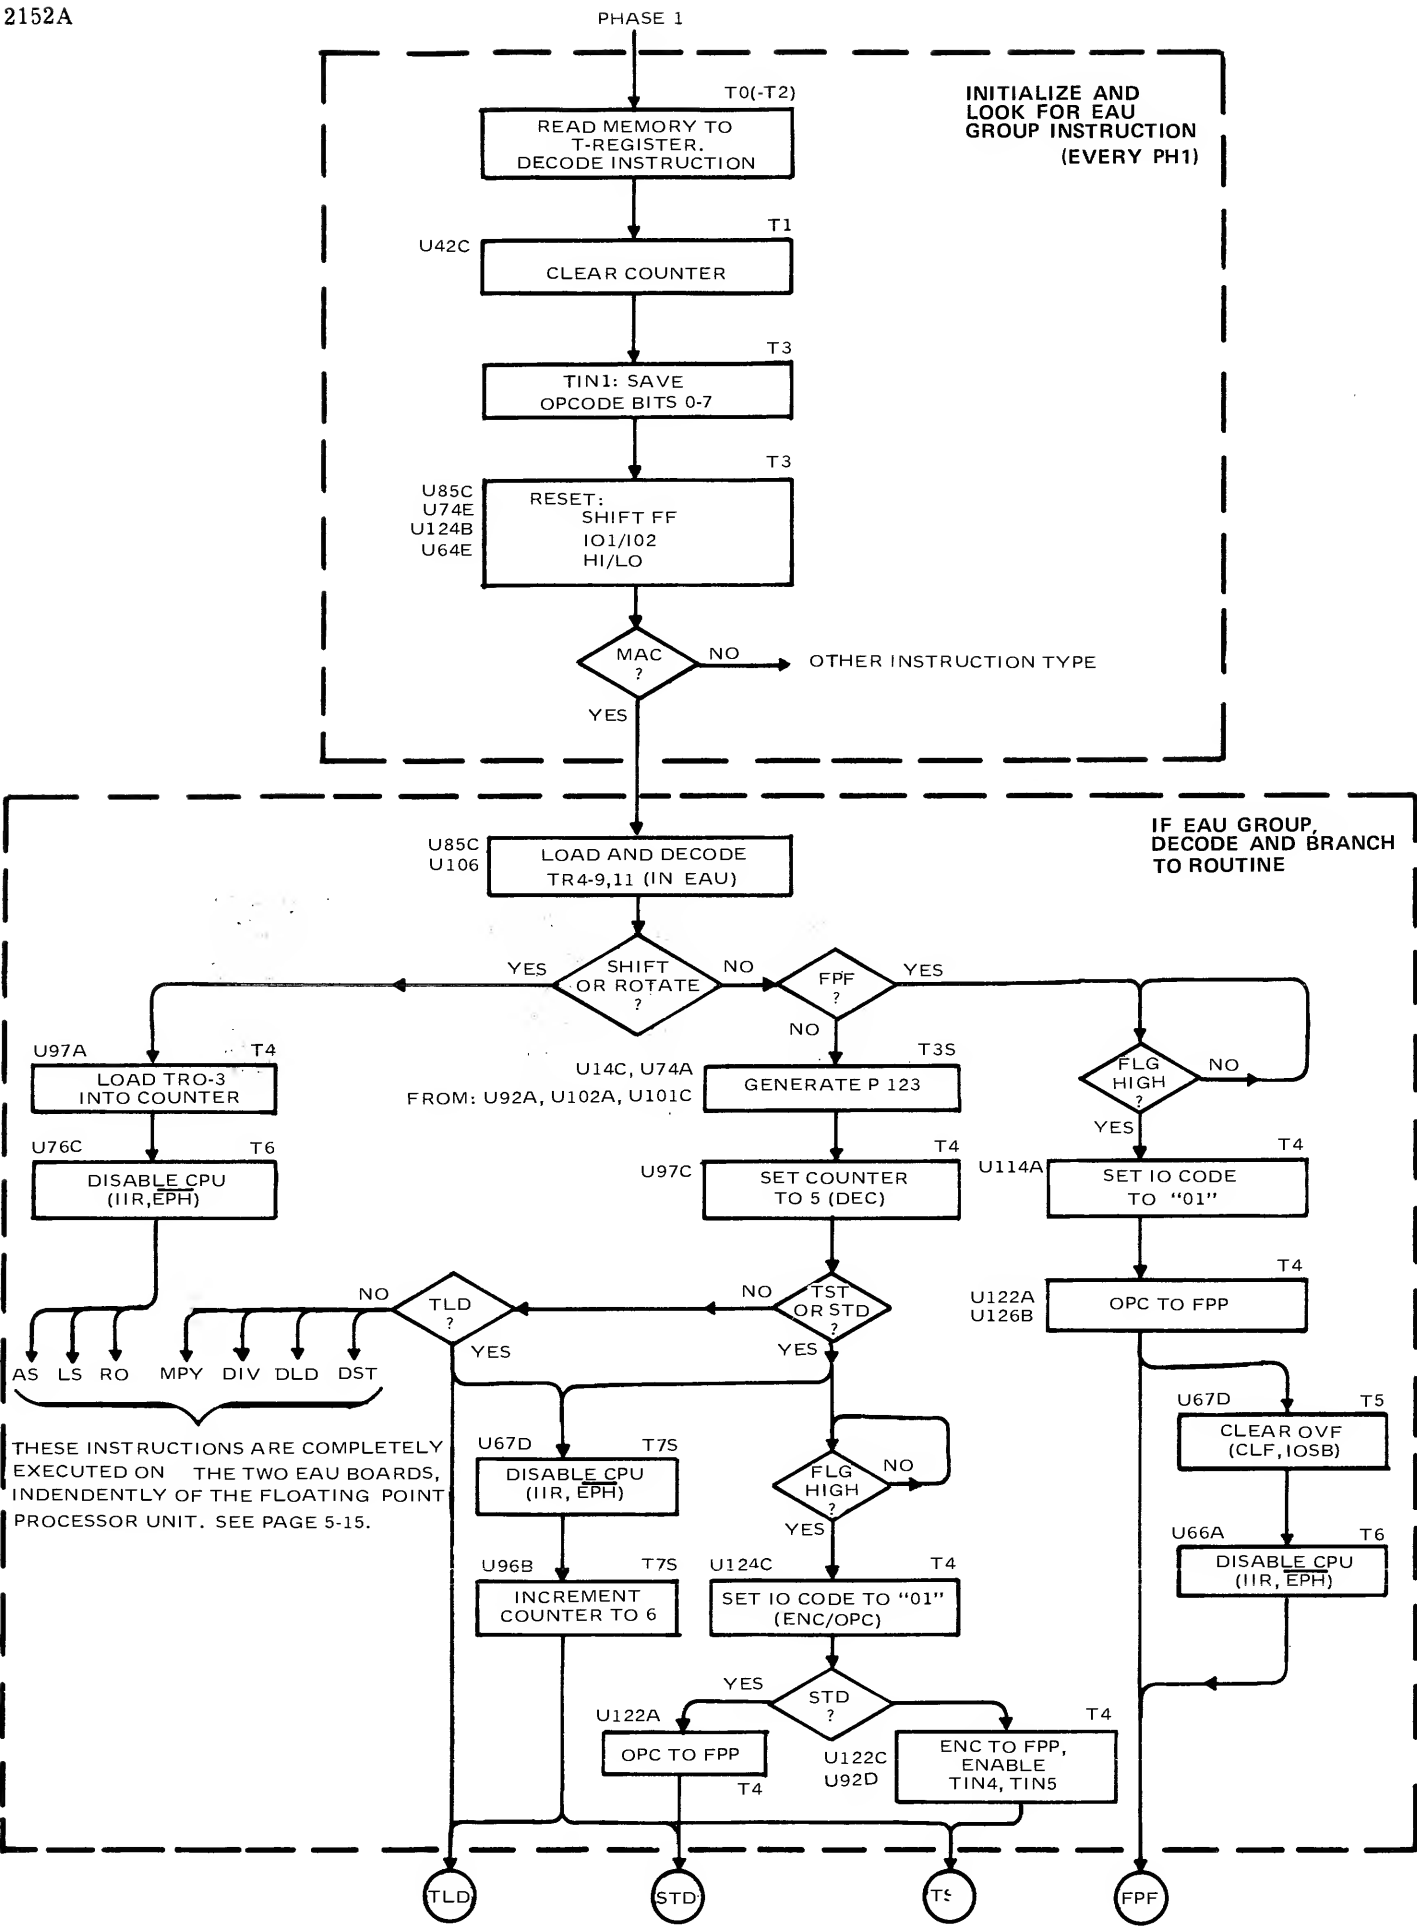 2152A
PHASE 1
T0(-T2)
INITIALIZE AND
LOOK FOR EAU
GROUP INSTRUCTION
(EVERY PH1)
READ MEMORY TO
T-REGISTER.
DECODE INSTRUCTION
T1
U42C
CLEAR COUNTER
T3
TIN1: SAVE
OPCODE BITS 0-7
T3
U85C
U74E
U124B
U64E
RESET:
SHIFT FF
IO1/IO2
HI/LO
MAC
?
NO
OTHER INSTRUCTION TYPE
YES
IF EAU GROUP,
DECODE AND BRANCH
TO ROUTINE
U85C
U106
LOAD AND DECODE
TR4-9,11 (IN EAU)
YES
SHIFT
OR ROTATE
?
NO
FPF
?
YES
NO
U97A
T4
LOAD TRO-3
INTO COUNTER
U14C, U74A
FROM: U92A, U102A, U101C
T3S
GENERATE P 123
FLG
HIGH
?
NO
YES
U76C
T6
DISABLE CPU
(IIR,EPH)
U97C
T4
SET COUNTER
TO 5 (DEC)
U114A
T4
SET IO CODE
TO "01"
NO
TLD
?
YES
NO
TST
OR STD
?
YES
U122A
U126B
T4
OPC TO FPP
AS LS RO MPY DIV DLD DST
THESE INSTRUCTIONS ARE COMPLETELY
EXECUTED ON THE TWO EAU BOARDS,
INDENDENTLY OF THE FLOATING POINT
PROCESSOR UNIT. SEE PAGE 5-15.
U67D
T7S
DISABLE CPU
(IIR, EPH)
FLG
HIGH
?
NO
YES
U67D
T5
CLEAR OVF
(CLF, IOSB)
U96B
T7S
INCREMENT
COUNTER TO 6
U124C
T4
SET IO CODE TO "01"
(ENC/OPC)
U66A
T6
DISABLE CPU
(IIR, EPH)
YES
STD
?
U122A
OPC TO FPP
T4
U122C
U92D
T4
ENC TO FPP,
ENABLE
TIN4, TIN5
TLD
STD
FPF